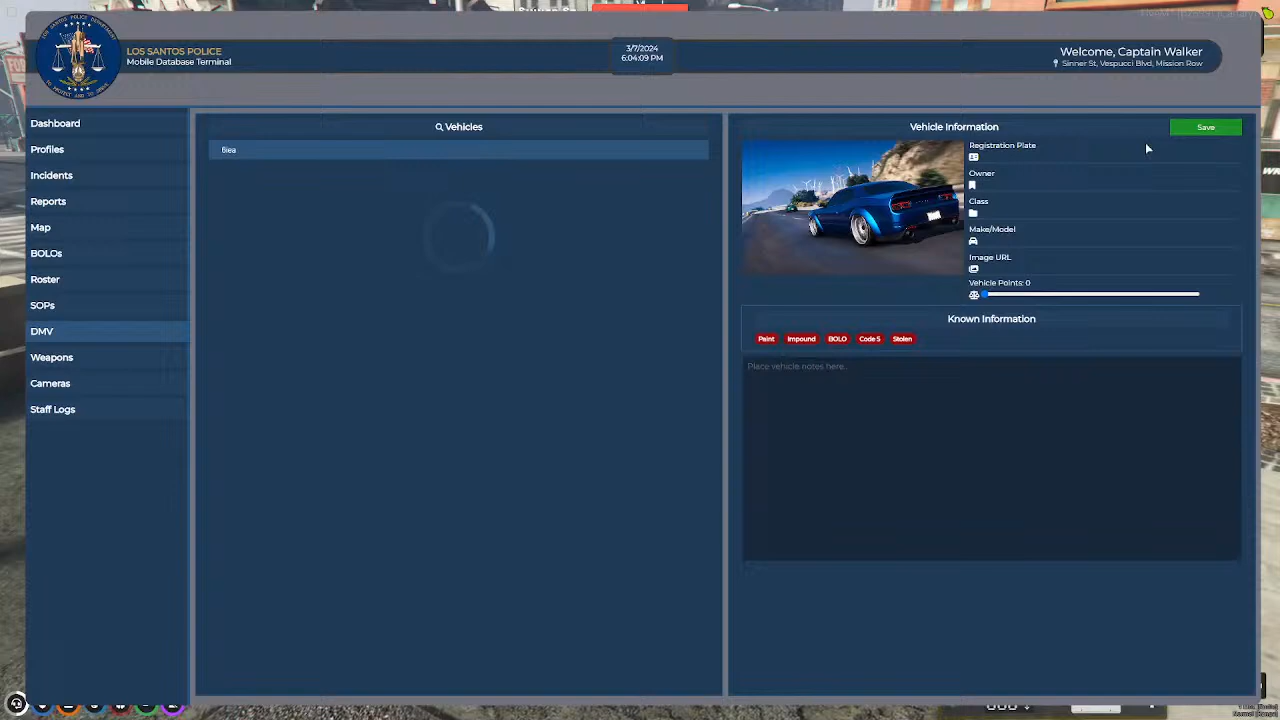 LOS SANTOS POLICE
Mobile Database Terminal
3/7/2024
6:04:09 PM
Welcome, Captain Walker
Sinner St, Vespucci Blvd, Mission Row
Dashboard
Profiles
Incidents
Reports
Map
BOLOs
Roster
SOPs
DMV
Weapons
Cameras
Staff Logs
Vehicles
Vehicle Information
Save
Registration Plate
Owner
Class
Make/Model
Image URL
Vehicle Points: 0
Known Information
Paint Impound BOLO Code 5 Stolen
Place vehicle notes here...